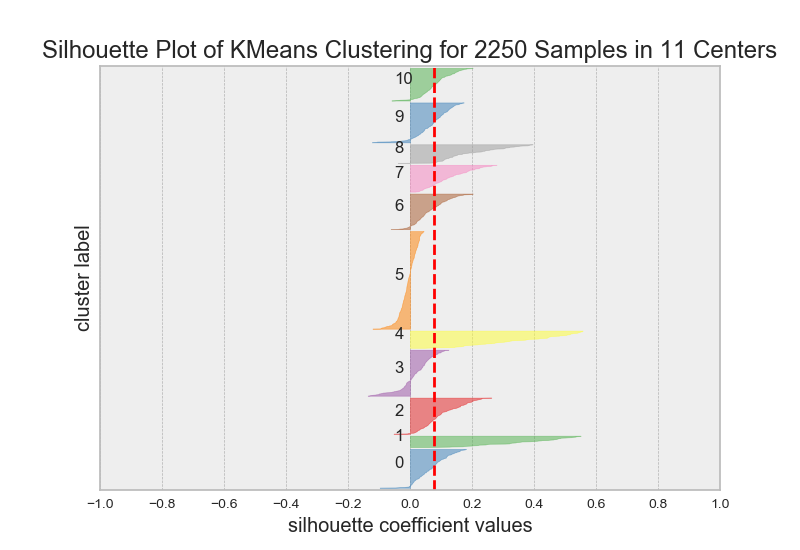 Silhouette Plot of KMeans Clustering for 2250 Samples in 11 Centers
10
9
8
7
6
5
4
3
2
1
0
cluster label
−1.0 −0.8 −0.6 −0.4 −0.2 0.0 0.2 0.4 0.6 0.8 1.0
silhouette coefficient values